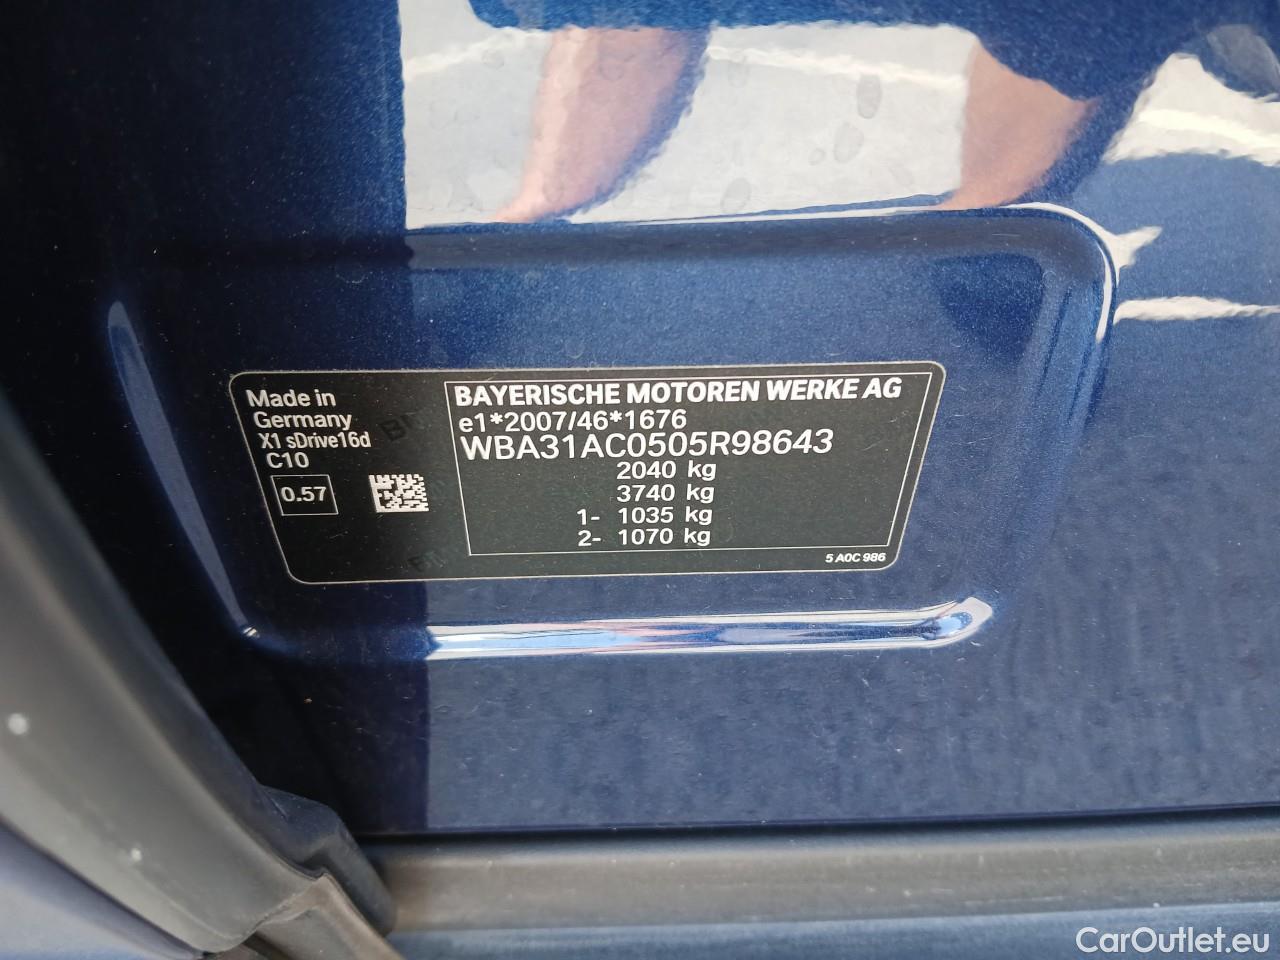 Made in
Germany
X1 sDrive16d
C10
0.57
BAYERISCHE MOTOREN WERKE AG
e1*2007/46*1676
WBA31AC0505R98643
2040 kg
3740 kg
1- 1035 kg
2- 1070 kg
5 A0C 986
CarOutlet.eu